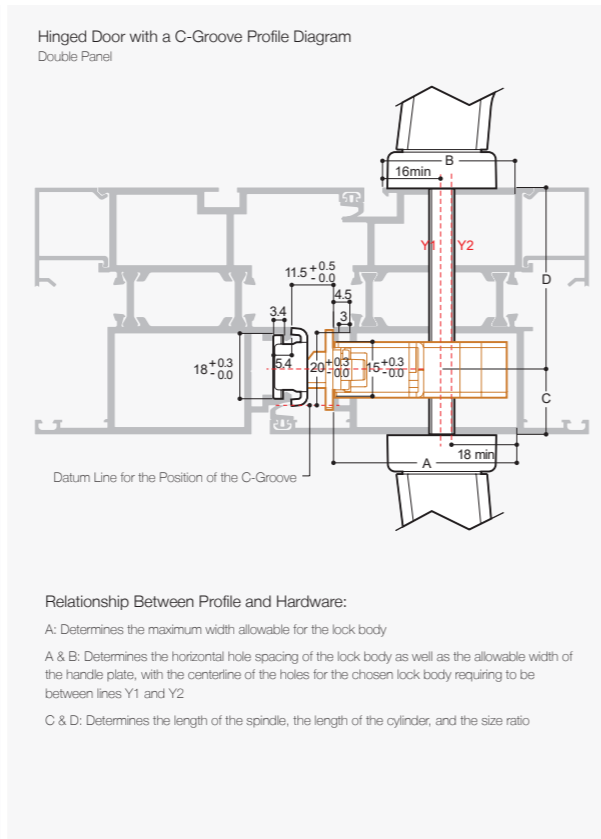 Hinged Door with a C-Groove Profile Diagram
Double Panel
B
16min
Y1
Y2
11.5 +0.5 -0.0
4.5
3.4
3
D
18 +0.3 -0.0
5.4
20 +0.3 -0.0
15 +0.3 -0.0
C
18 min
A
Datum Line for the Position of the C-Groove
Relationship Between Profile and Hardware:
A: Determines the maximum width allowable for the lock body
A & B: Determines the horizontal hole spacing of the lock body as well as the allowable width of
the handle plate, with the centerline of the holes for the chosen lock body requiring to be
between lines Y1 and Y2
C & D: Determines the length of the spindle, the length of the cylinder, and the size ratio